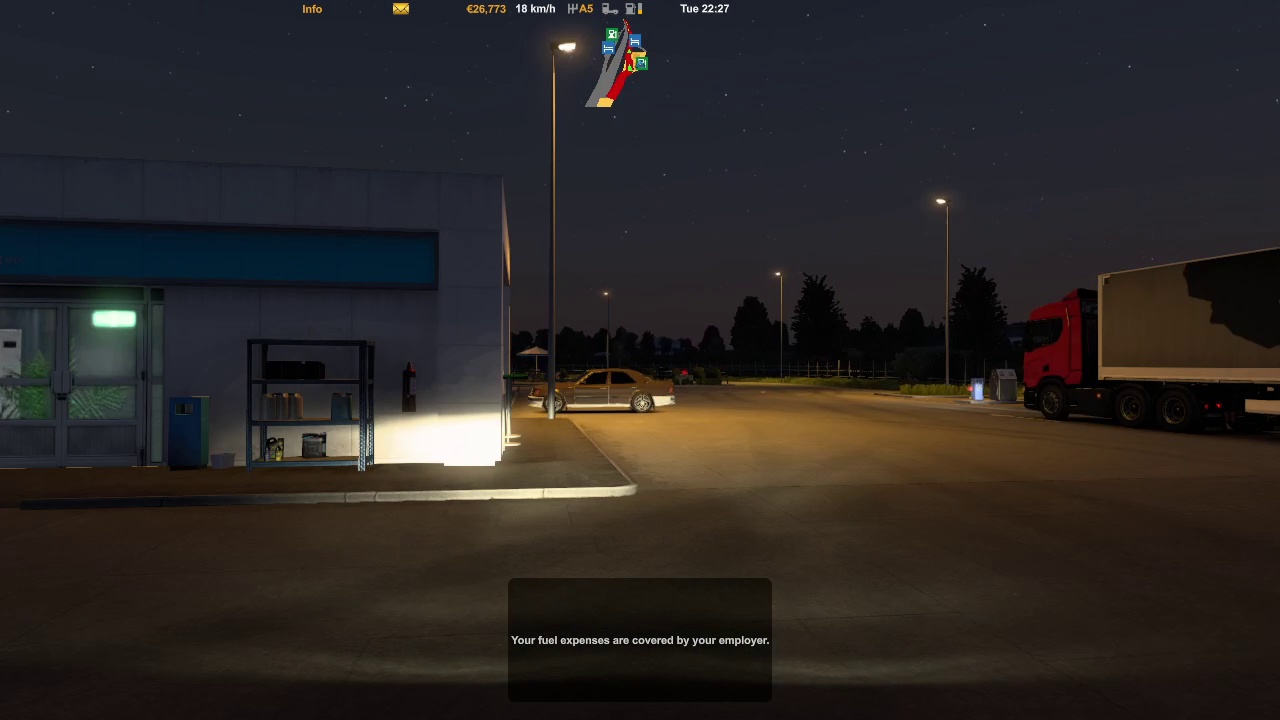 Info
€26,773
18 km/h
A5
Tue 22:27
Your fuel expenses are covered by your employer.